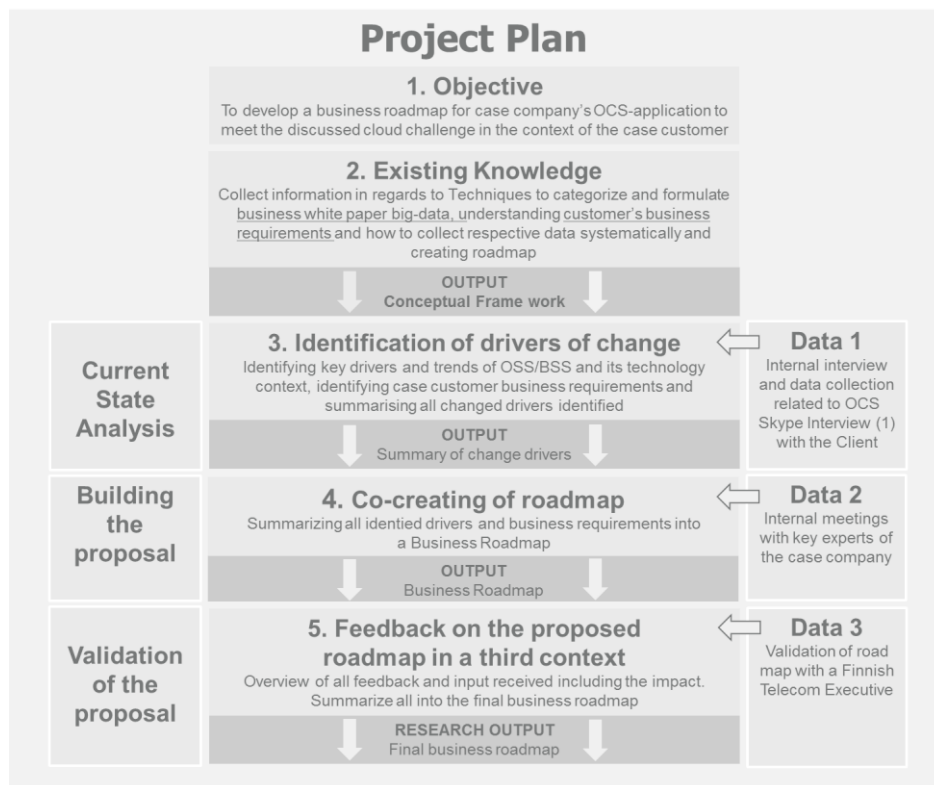 Project Plan
1. Objective
To develop a business roadmap for case company's OCS-application to
meet the discussed cloud challenge in the context of the case customer
2. Existing Knowledge
Collect information in regards to Techniques to categorize and formulate
business white paper big-data, understanding customer's business
requirements and how to collect respective data systematically and
creating roadmap
OUTPUT
Conceptual Frame work
Current
State
Analysis
3. Identification of drivers of change
Identifying key drivers and trends of OSS/BSS and its technology
context, identifying case customer business requirements and
summarising all changed drivers identified
OUTPUT
Summary of change drivers
Data 1
Internal interview
and data collection
related to OCS
Skype Interview (1)
with the Client
Building
the
proposal
4. Co-creating of roadmap
Summarizing all identied drivers and business requirements into
a Business Roadmap
OUTPUT
Business Roadmap
Data 2
Internal meetings
with key experts of
the case company
Validation
of the
proposal
5. Feedback on the proposed
roadmap in a third context
Overview of all feedback and input received including the impact.
Summarize all into the final business roadmap
RESEARCH OUTPUT
Final business roadmap
Data 3
Validation of road
map with a Finnish
Telecom Executive